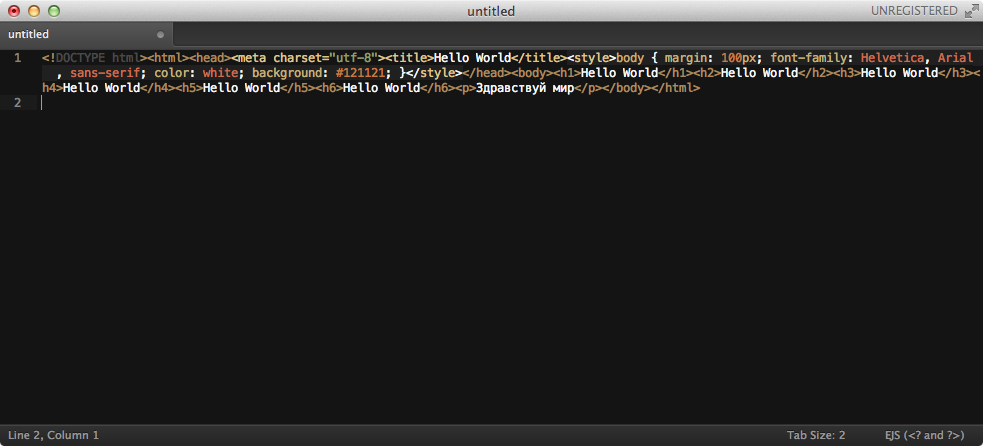 untitled
UNREGISTERED
untitled
1 <!DOCTYPE html><html><head><meta charset="utf-8"><title>Hello World</title><style>body { margin: 100px; font-family: Helvetica, Arial
, sans-serif; color: white; background: #121121; }</style></head><body><h1>Hello World</h1><h2>Hello World</h2><h3>Hello World</h3><
h4>Hello World</h4><h5>Hello World</h5><h6>Hello World</h6><p>Здравствуй мир</p></body></html>
2
Line 2, Column 1
Tab Size: 2
EJS (<? and ?>)